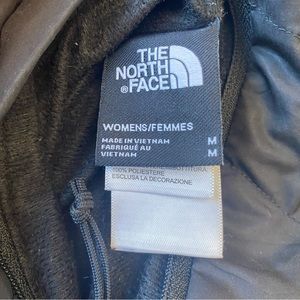 THE
NORTH
FACE
®
WOMENS/FEMMES
MADE IN VIETNAM M
FABRIQUÉ AU
VIETNAM M
100% POLIESTERE
ESCLUSA LA DECORAZIONE